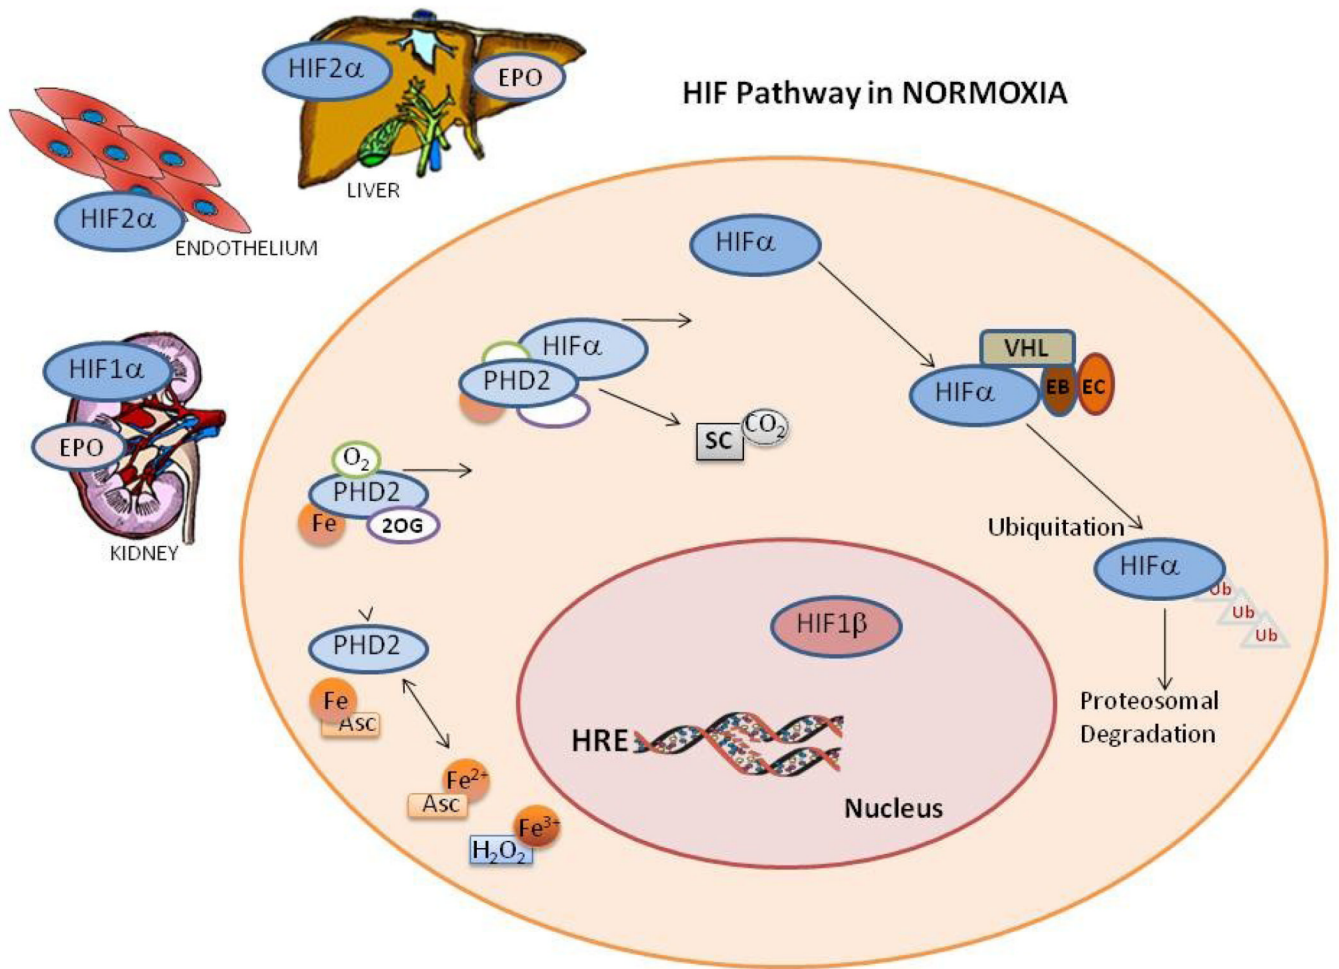 HIF Pathway in NORMOXIA
HIF2α
EPO
LIVER
HIF2α
ENDOTHELIUM
HIF1α
EPO
KIDNEY
HIFα
HIFα
PHD2
VHL
HIFα
EB
EC
SC
CO₂
O₂
PHD2
Fe
2OG
Ubiquitation
HIFα
Ub
Ub
Ub
PHD2
Fe
Asc
Fe²⁺
Asc
Fe³⁺
H₂O₂
HIF1β
HRE
Nucleus
Proteosomal
Degradation